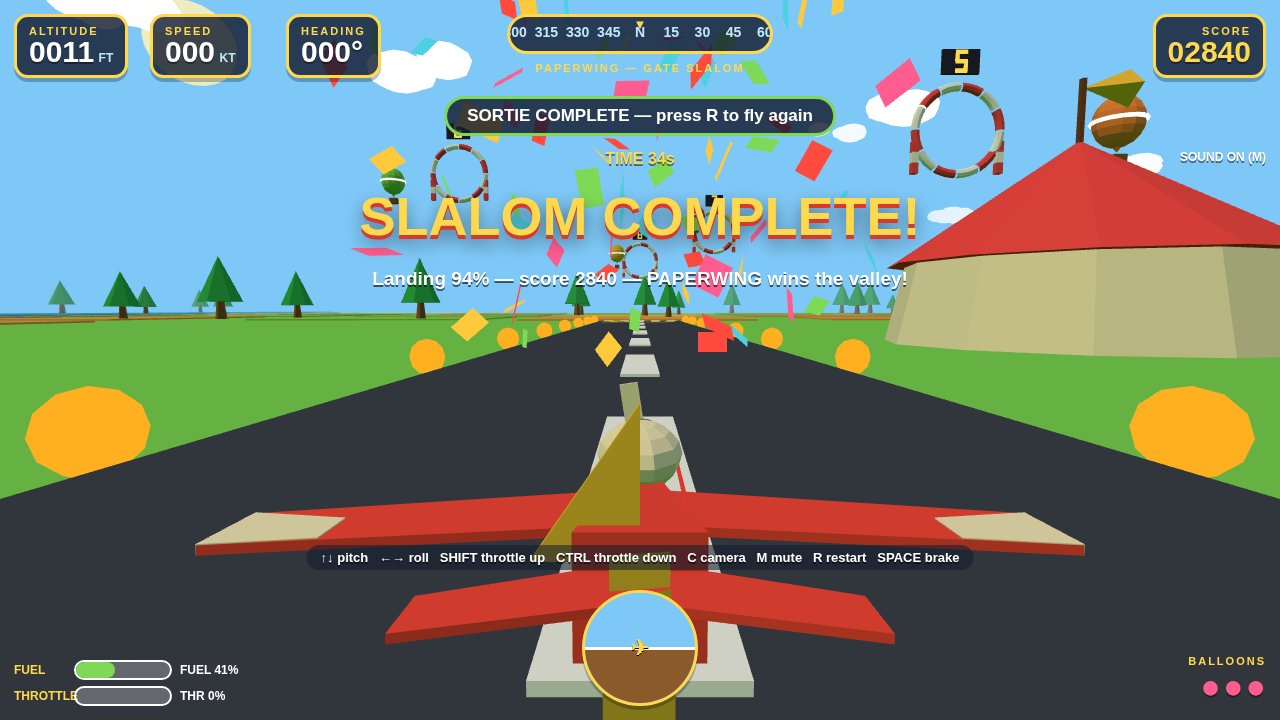 ALTITUDE
0011 FT
SPEED
000 KT
HEADING
000°
00 315 330 345 N 15 30 45 60
PAPERWING — GATE SLALOM
SCORE
02840
5
SORTIE COMPLETE — press R to fly again
SOUND ON (M)
TIME 34s
SLALOM COMPLETE!
Landing 94% — score 2840 — PAPERWING wins the valley!
↑↓ pitch ←→ roll SHIFT throttle up CTRL throttle down C camera M mute R restart SPACE brake
FUEL
FUEL 41%
THROTTLE
THR 0%
BALLOONS